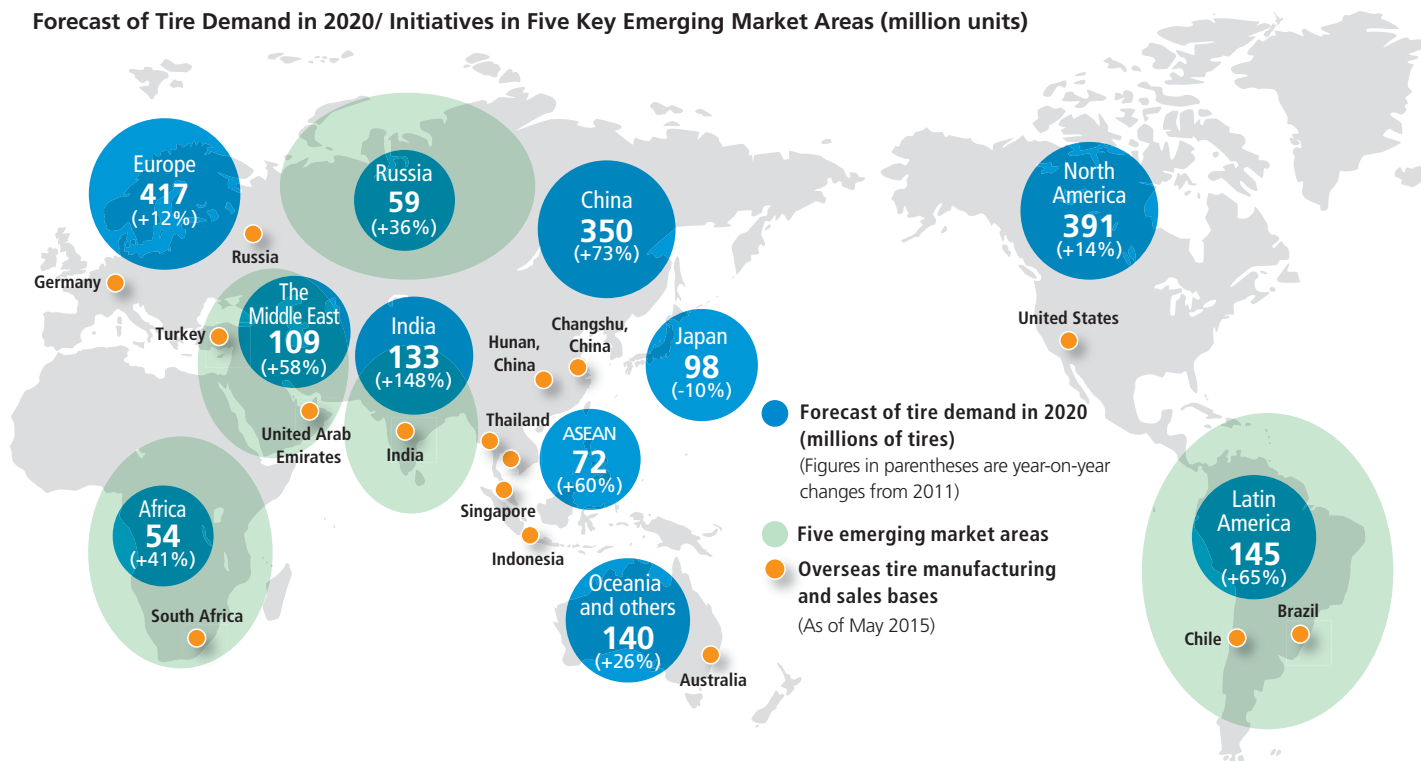 Forecast of Tire Demand in 2020/ Initiatives in Five Key Emerging Market Areas (million units)
Europe
417
(+12%)
Russia
59
(+36%)
China
350
(+73%)
North
America
391
(+14%)
Russia
Germany
The
Middle East
109
(+58%)
Turkey
India
133
(+148%)
Hunan,
China
Changshu,
China
Japan
98
(-10%)
United States
United Arab
Emirates
India
Thailand
ASEAN
72
(+60%)
Singapore
Indonesia
Africa
54
(+41%)
South Africa
Oceania
and others
140
(+26%)
Australia
Forecast of tire demand in 2020
(millions of tires)
(Figures in parentheses are year-on-year
changes from 2011)
Five emerging market areas
Overseas tire manufacturing
and sales bases
(As of May 2015)
Latin
America
145
(+65%)
Brazil
Chile